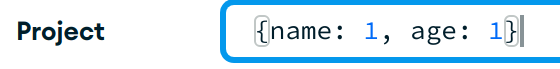 Project {name: 1, age: 1}